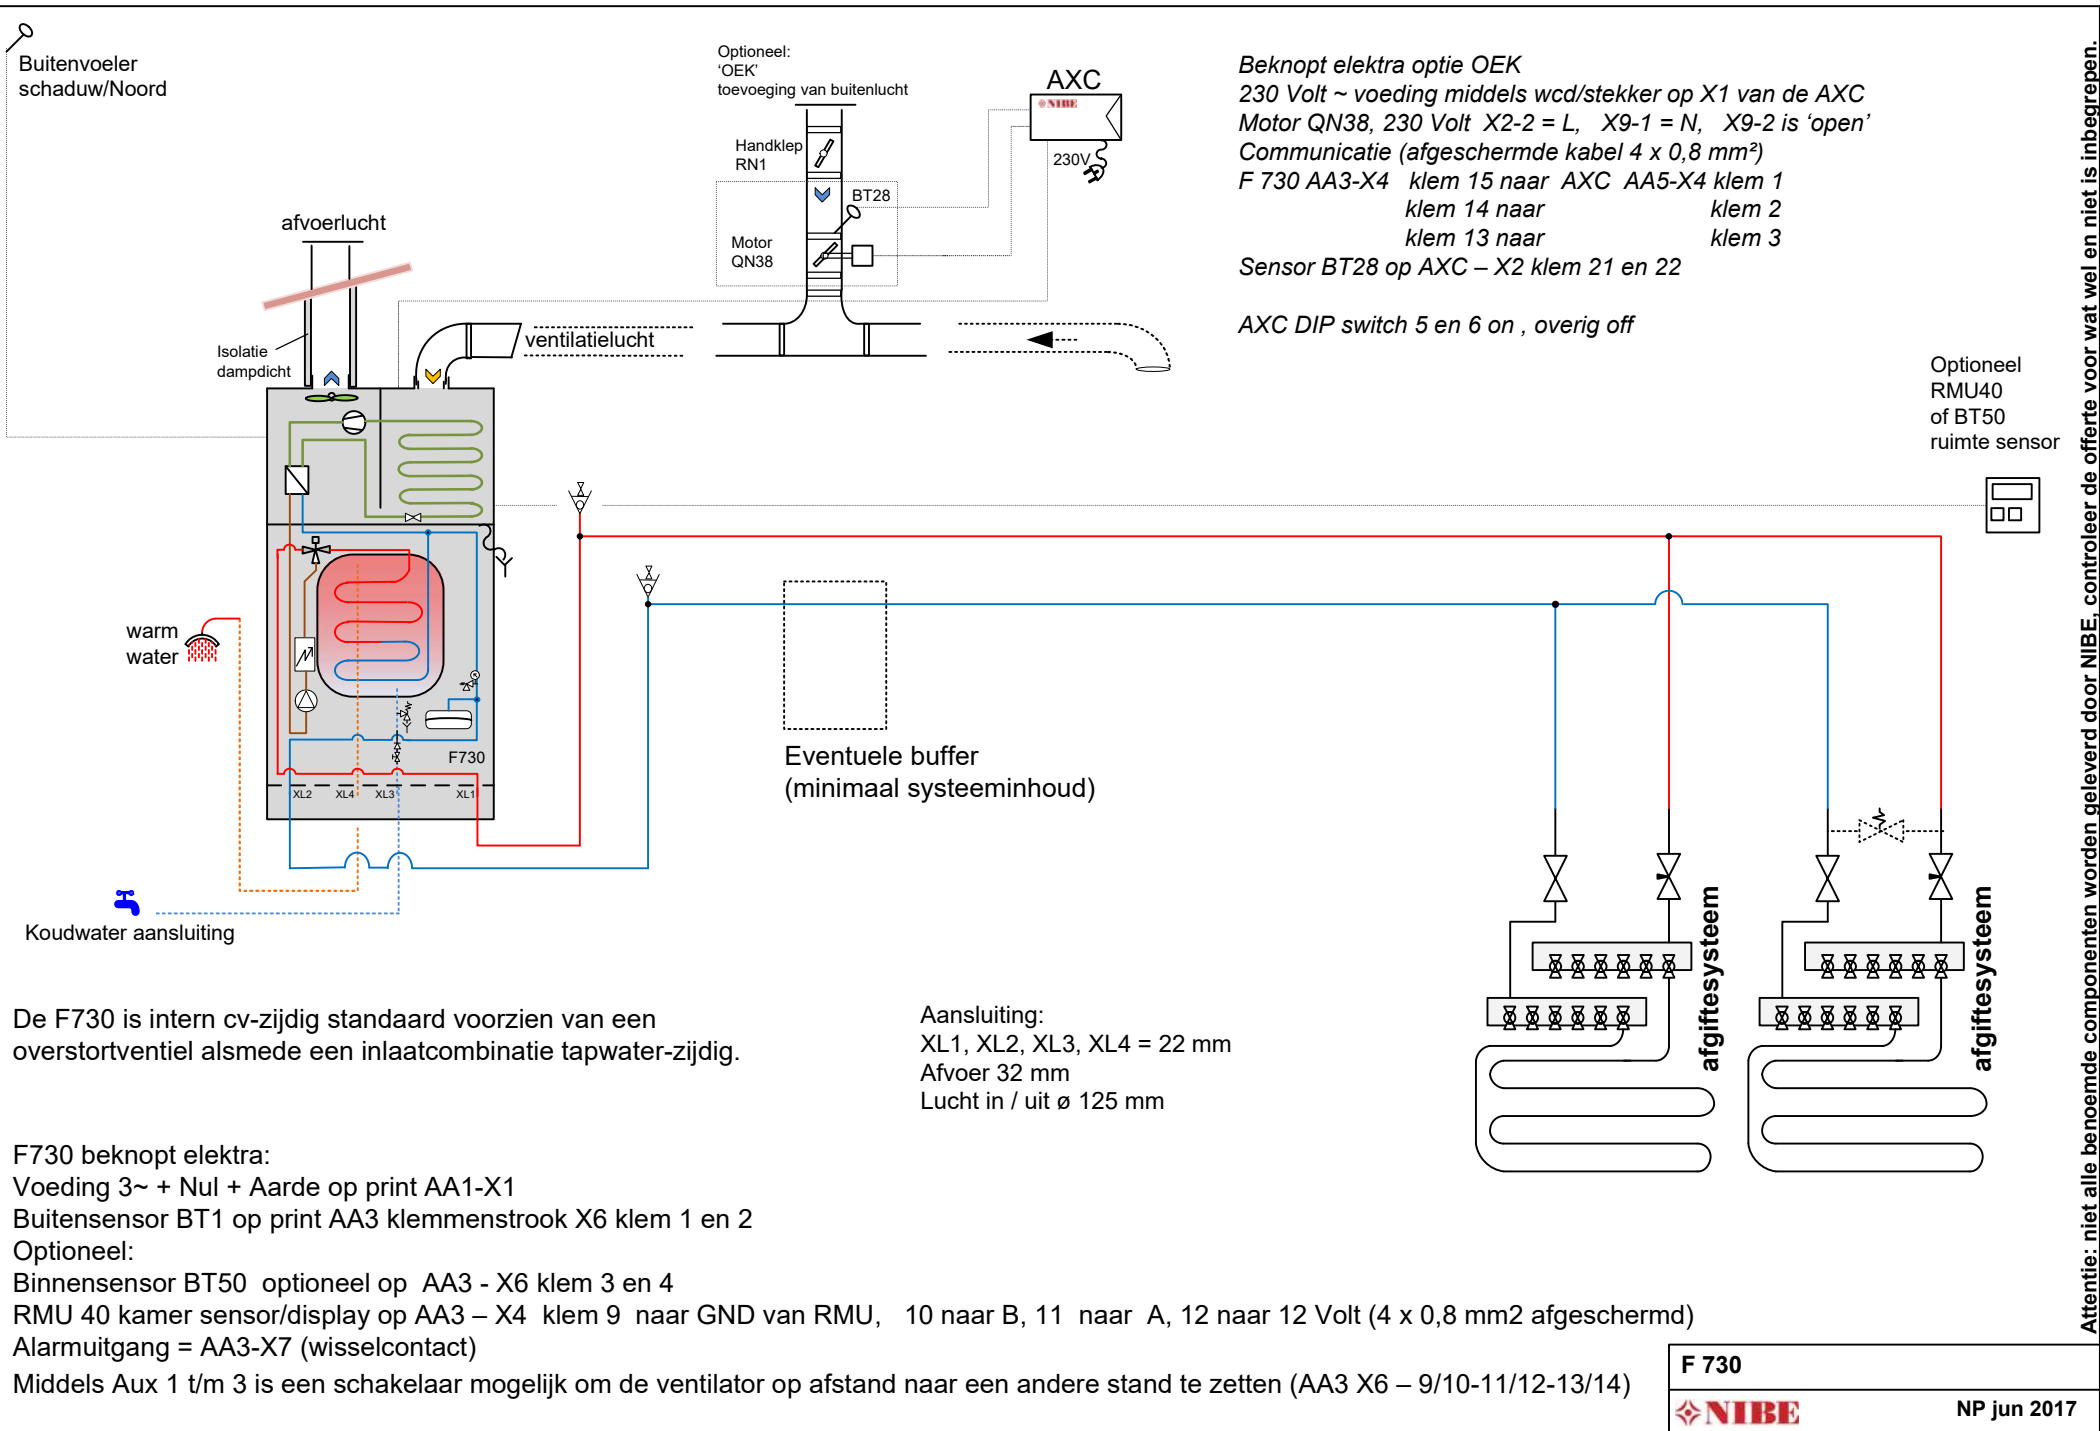 Buitenvoeler
schaduw/Noord
Optioneel:
‘OEK’
toevoeging van buitenlucht
AXC
NIBE
Handklep
RN1
230V
BT28
Motor
QN38
Beknopt elektra optie OEK
230 Volt ~ voeding middels wcd/stekker op X1 van de AXC
Motor QN38, 230 Volt X2-2 = L, X9-1 = N, X9-2 is ‘open’
Communicatie (afgeschermde kabel 4 x 0,8 mm²)
F 730 AA3-X4 klem 15 naar AXC AA5-X4 klem 1
klem 14 naar klem 2
klem 13 naar klem 3
Sensor BT28 op AXC – X2 klem 21 en 22
AXC DIP switch 5 en 6 on , overig off
afvoerlucht
Isolatie
dampdicht
ventilatielucht
Optioneel
RMU40
of BT50
ruimte sensor
warm
water
F730
XL2 XL4 XL3 XL1
Koudwater aansluiting
Eventuele buffer
(minimaal systeeminhoud)
afgiftesysteem
afgiftesysteem
De F730 is intern cv-zijdig standaard voorzien van een
overstortventiel alsmede een inlaatcombinatie tapwater-zijdig.
Aansluiting:
XL1, XL2, XL3, XL4 = 22 mm
Afvoer 32 mm
Lucht in / uit ø 125 mm
F730 beknopt elektra:
Voeding 3~ + Nul + Aarde op print AA1-X1
Buitensensor BT1 op print AA3 klemmenstrook X6 klem 1 en 2
Optioneel:
Binnensensor BT50 optioneel op AA3 - X6 klem 3 en 4
RMU 40 kamer sensor/display op AA3 – X4 klem 9 naar GND van RMU, 10 naar B, 11 naar A, 12 naar 12 Volt (4 x 0,8 mm2 afgeschermd)
Alarmuitgang = AA3-X7 (wisselcontact)
Middels Aux 1 t/m 3 is een schakelaar mogelijk om de ventilator op afstand naar een andere stand te zetten (AA3 X6 – 9/10-11/12-13/14)
Attentie: niet alle benoemde componenten worden geleverd door NIBE, controleer de offerte voor wat wel en niet is inbegrepen.
F 730
NIBE
NP jun 2017